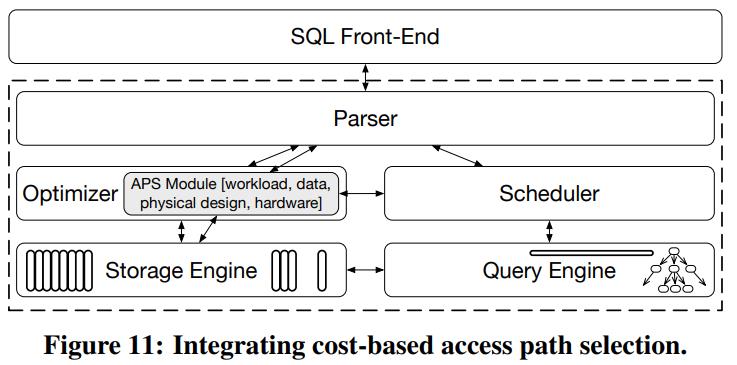 SQL Front-End
Parser
Optimizer
APS Module [workload, data,
physical design, hardware]
Scheduler
Storage Engine
Query Engine
Figure 11: Integrating cost-based access path selection.